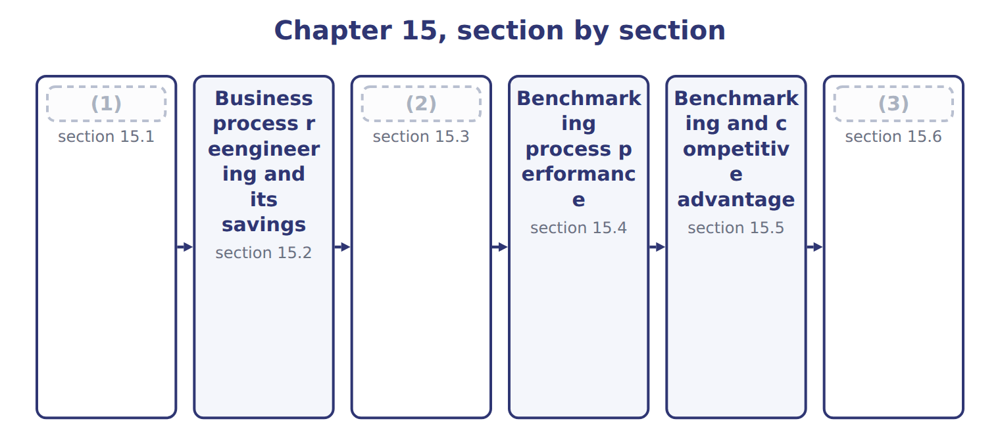 Chapter 15, section by section
(1)
section 15.1
Business
process r
eengineer
ing and
its
savings
section 15.2
(2)
section 15.3
Benchmark
ing
process p
erformanc
e
section 15.4
Benchmark
ing and c
ompetitiv
e
advantage
section 15.5
(3)
section 15.6